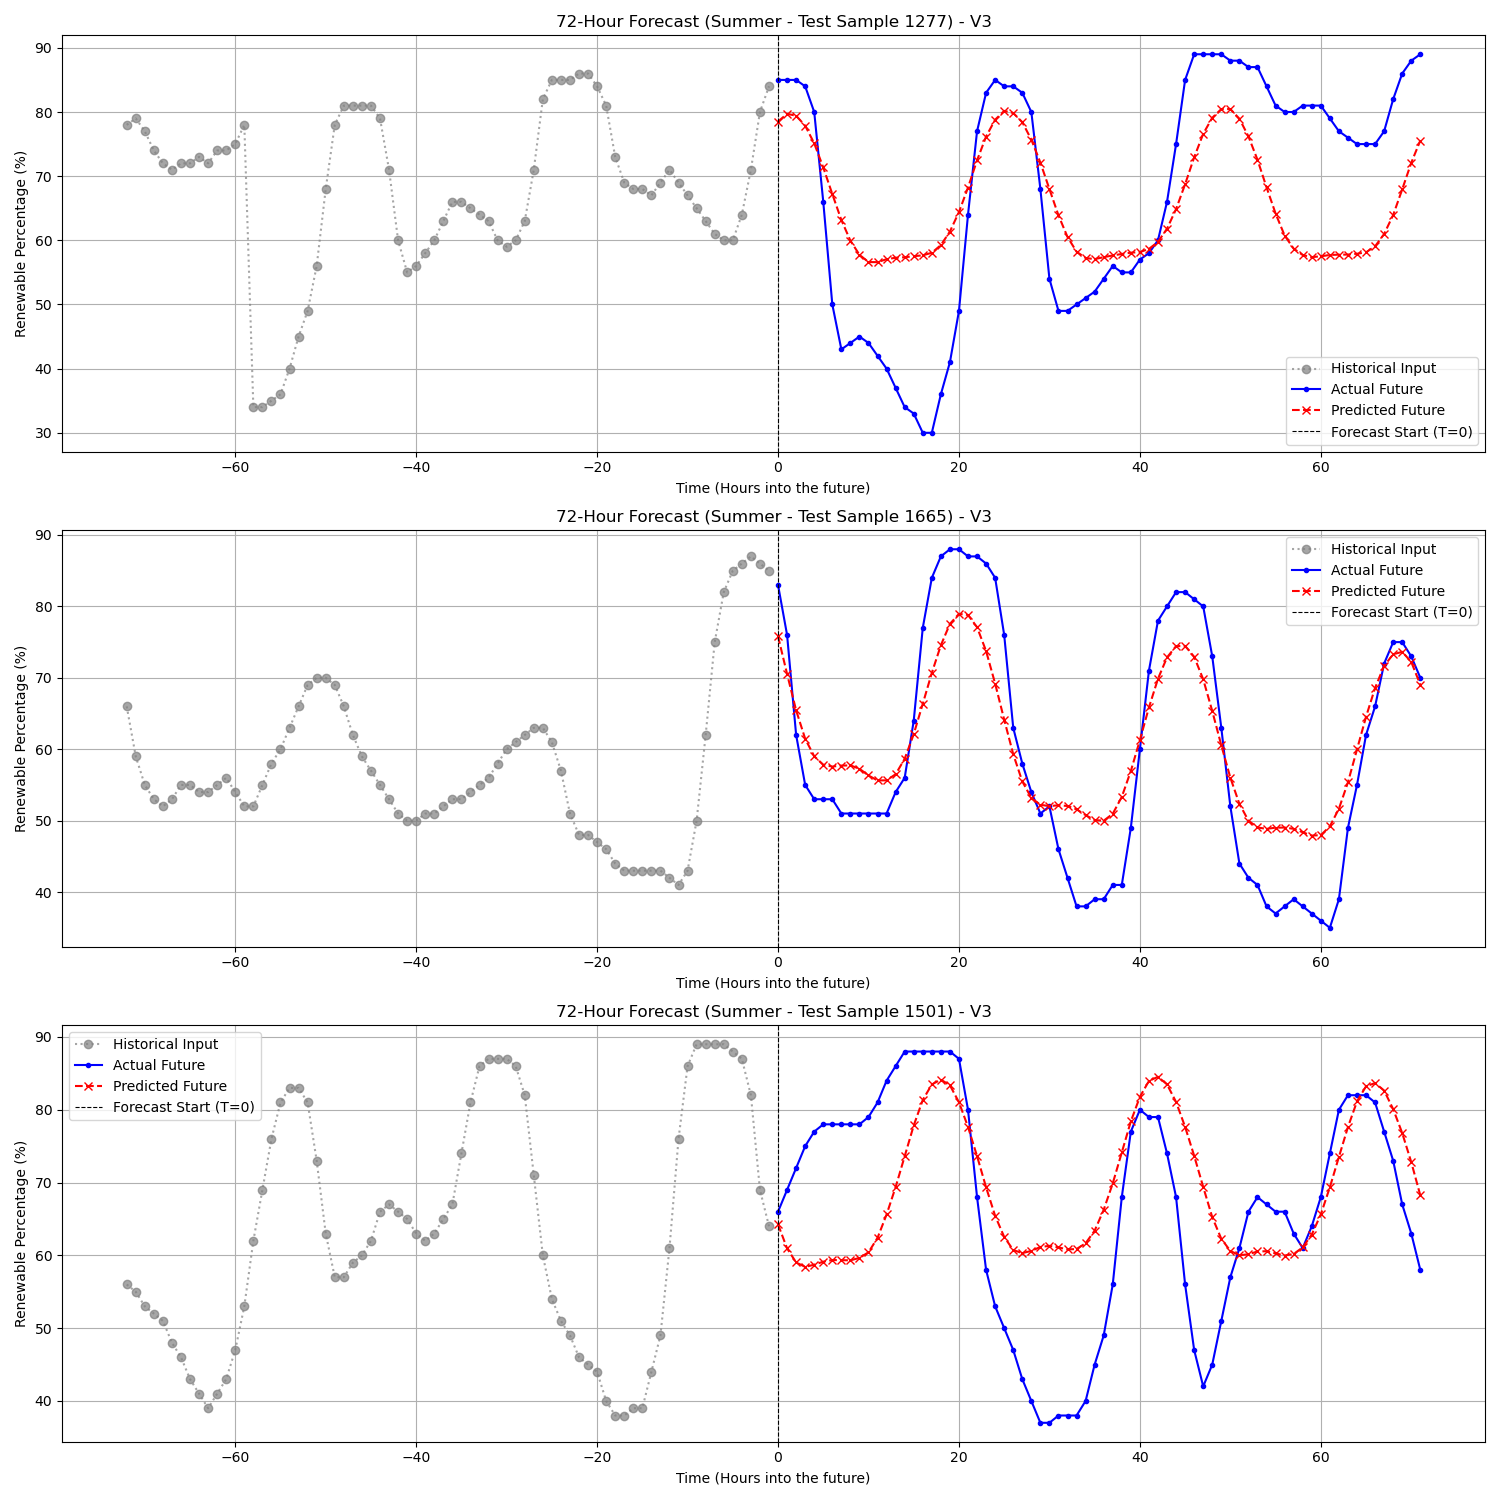 72-Hour Forecast (Summer - Test Sample 1277) - V3
Renewable Percentage (%)
90
80
70
60
50
40
30
Historical Input
Actual Future
Predicted Future
Forecast Start (T=0)
−60 −40 −20 0 20 40 60
Time (Hours into the future)
72-Hour Forecast (Summer - Test Sample 1665) - V3
Renewable Percentage (%)
90
80
70
60
50
40
Historical Input
Actual Future
Predicted Future
Forecast Start (T=0)
−60 −40 −20 0 20 40 60
Time (Hours into the future)
72-Hour Forecast (Summer - Test Sample 1501) - V3
Renewable Percentage (%)
90
80
70
60
50
40
Historical Input
Actual Future
Predicted Future
Forecast Start (T=0)
−60 −40 −20 0 20 40 60
Time (Hours into the future)